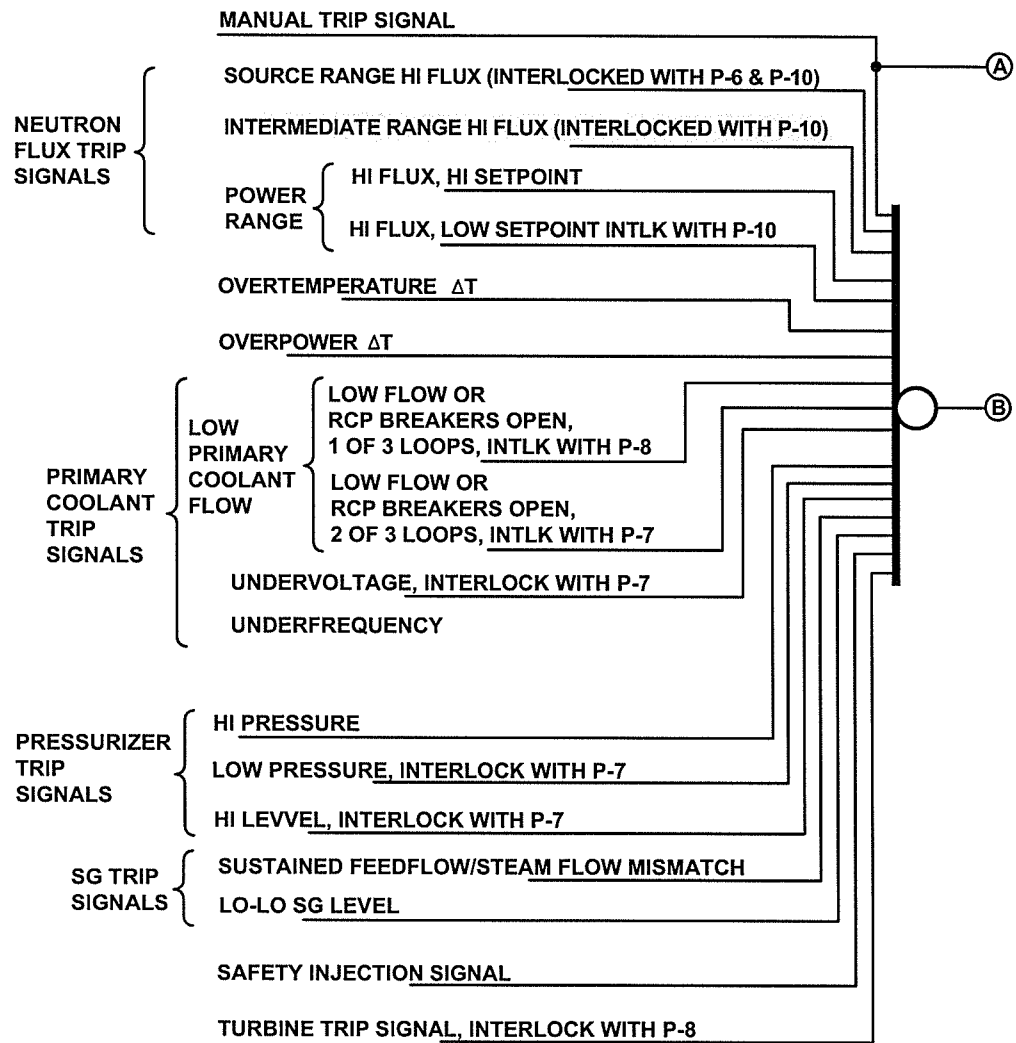 MANUAL TRIP SIGNAL
A
SOURCE RANGE HI FLUX (INTERLOCKED WITH P-6 & P-10)
NEUTRON
FLUX TRIP
SIGNALS
INTERMEDIATE RANGE HI FLUX (INTERLOCKED WITH P-10)
POWER
RANGE
HI FLUX, HI SETPOINT
HI FLUX, LOW SETPOINT INTLK WITH P-10
OVERTEMPERATURE ΔT
OVERPOWER ΔT
PRIMARY
COOLANT
TRIP
SIGNALS
LOW
PRIMARY
COOLANT
FLOW
LOW FLOW OR
RCP BREAKERS OPEN,
1 OF 3 LOOPS, INTLK WITH P-8
LOW FLOW OR
RCP BREAKERS OPEN,
2 OF 3 LOOPS, INTLK WITH P-7
B
UNDERVOLTAGE, INTERLOCK WITH P-7
UNDERFREQUENCY
PRESSURIZER
TRIP
SIGNALS
HI PRESSURE
LOW PRESSURE, INTERLOCK WITH P-7
HI LEVVEL, INTERLOCK WITH P-7
SG TRIP
SIGNALS
SUSTAINED FEEDFLOW/STEAM FLOW MISMATCH
LO-LO SG LEVEL
SAFETY INJECTION SIGNAL
TURBINE TRIP SIGNAL, INTERLOCK WITH P-8